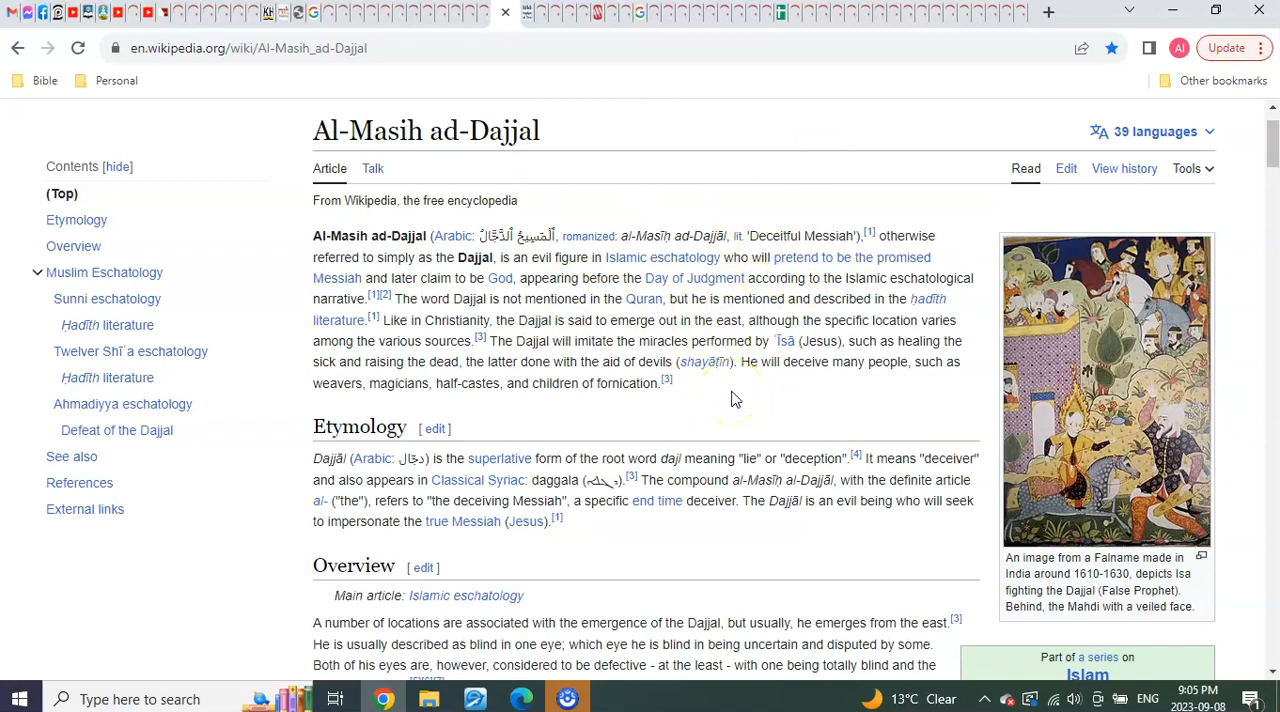 en.wikipedia.org/wiki/Al-Masih_ad-Dajjal
AI
Update
Bible
Personal
Other bookmarks
Contents [hide]
(Top)
Etymology
Overview
Muslim Eschatology
Sunni eschatology
Ḥadīth literature
Twelver Shīʿa eschatology
Ḥadīth literature
Ahmadiyya eschatology
Defeat of the Dajjal
See also
References
External links
Al-Masih ad-Dajjal
39 languages
Article Talk
Read Edit View history Tools
From Wikipedia, the free encyclopedia
Al-Masih ad-Dajjal (Arabic: ٱلْمَسِيحُ ٱلدَّجَّالُ, romanized: al-Masīḥ ad-Dajjāl, lit. 'Deceitful Messiah'),[1] otherwise
referred to simply as the Dajjal, is an evil figure in Islamic eschatology who will pretend to be the promised
Messiah and later claim to be God, appearing before the Day of Judgment according to the Islamic eschatological
narrative.[1][2] The word Dajjal is not mentioned in the Quran, but he is mentioned and described in the ḥadīth
literature.[1] Like in Christianity, the Dajjal is said to emerge out in the east, although the specific location varies
among the various sources.[3] The Dajjal will imitate the miracles performed by ʿĪsā (Jesus), such as healing the
sick and raising the dead, the latter done with the aid of devils (shayāṭīn). He will deceive many people, such as
weavers, magicians, half-castes, and children of fornication.[3]
Etymology [ edit ]
Dajjāl (Arabic: دجّال) is the superlative form of the root word dajl meaning "lie" or "deception".[4] It means "deceiver"
and also appears in Classical Syriac: daggala (ܕܓܠܐ).[3] The compound al-Masīḥ al-Dajjāl, with the definite article
al- ("the"), refers to "the deceiving Messiah", a specific end time deceiver. The Dajjāl is an evil being who will seek
to impersonate the true Messiah (Jesus).[1]
Overview [ edit ]
Main article: Islamic eschatology
A number of locations are associated with the emergence of the Dajjal, but usually, he emerges from the east.[3]
He is usually described as blind in one eye; which eye he is blind in being uncertain and disputed by some.
Both of his eyes are, however, considered to be defective - at the least - with one being totally blind and the
An image from a Falname made in
India around 1610-1630, depicts Isa
fighting the Dajjal (False Prophet).
Behind, the Mahdi with a veiled face.
Part of a series on
Islam
Type here to search
13°C Clear
ENG
9:05 PM
2023-09-08